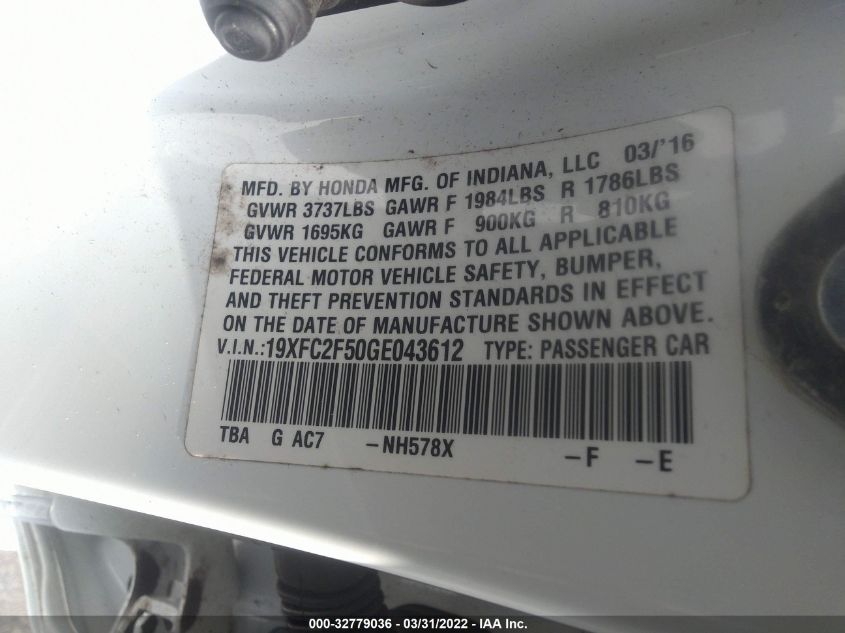 MFD. BY HONDA MFG. OF INDIANA, LLC 03/'16
GVWR 3737LBS GAWR F 1984LBS R 1786LBS
GVWR 1695KG GAWR F 900KG R 810KG
THIS VEHICLE CONFORMS TO ALL APPLICABLE
FEDERAL MOTOR VEHICLE SAFETY, BUMPER,
AND THEFT PREVENTION STANDARDS IN EFFECT
ON THE DATE OF MANUFACTURE SHOWN ABOVE.
V.I.N.:19XFC2F50GE043612 TYPE: PASSENGER CAR
TBA G AC7 -NH578X -F -E
000-32779036 - 03/31/2022 - IAA Inc.